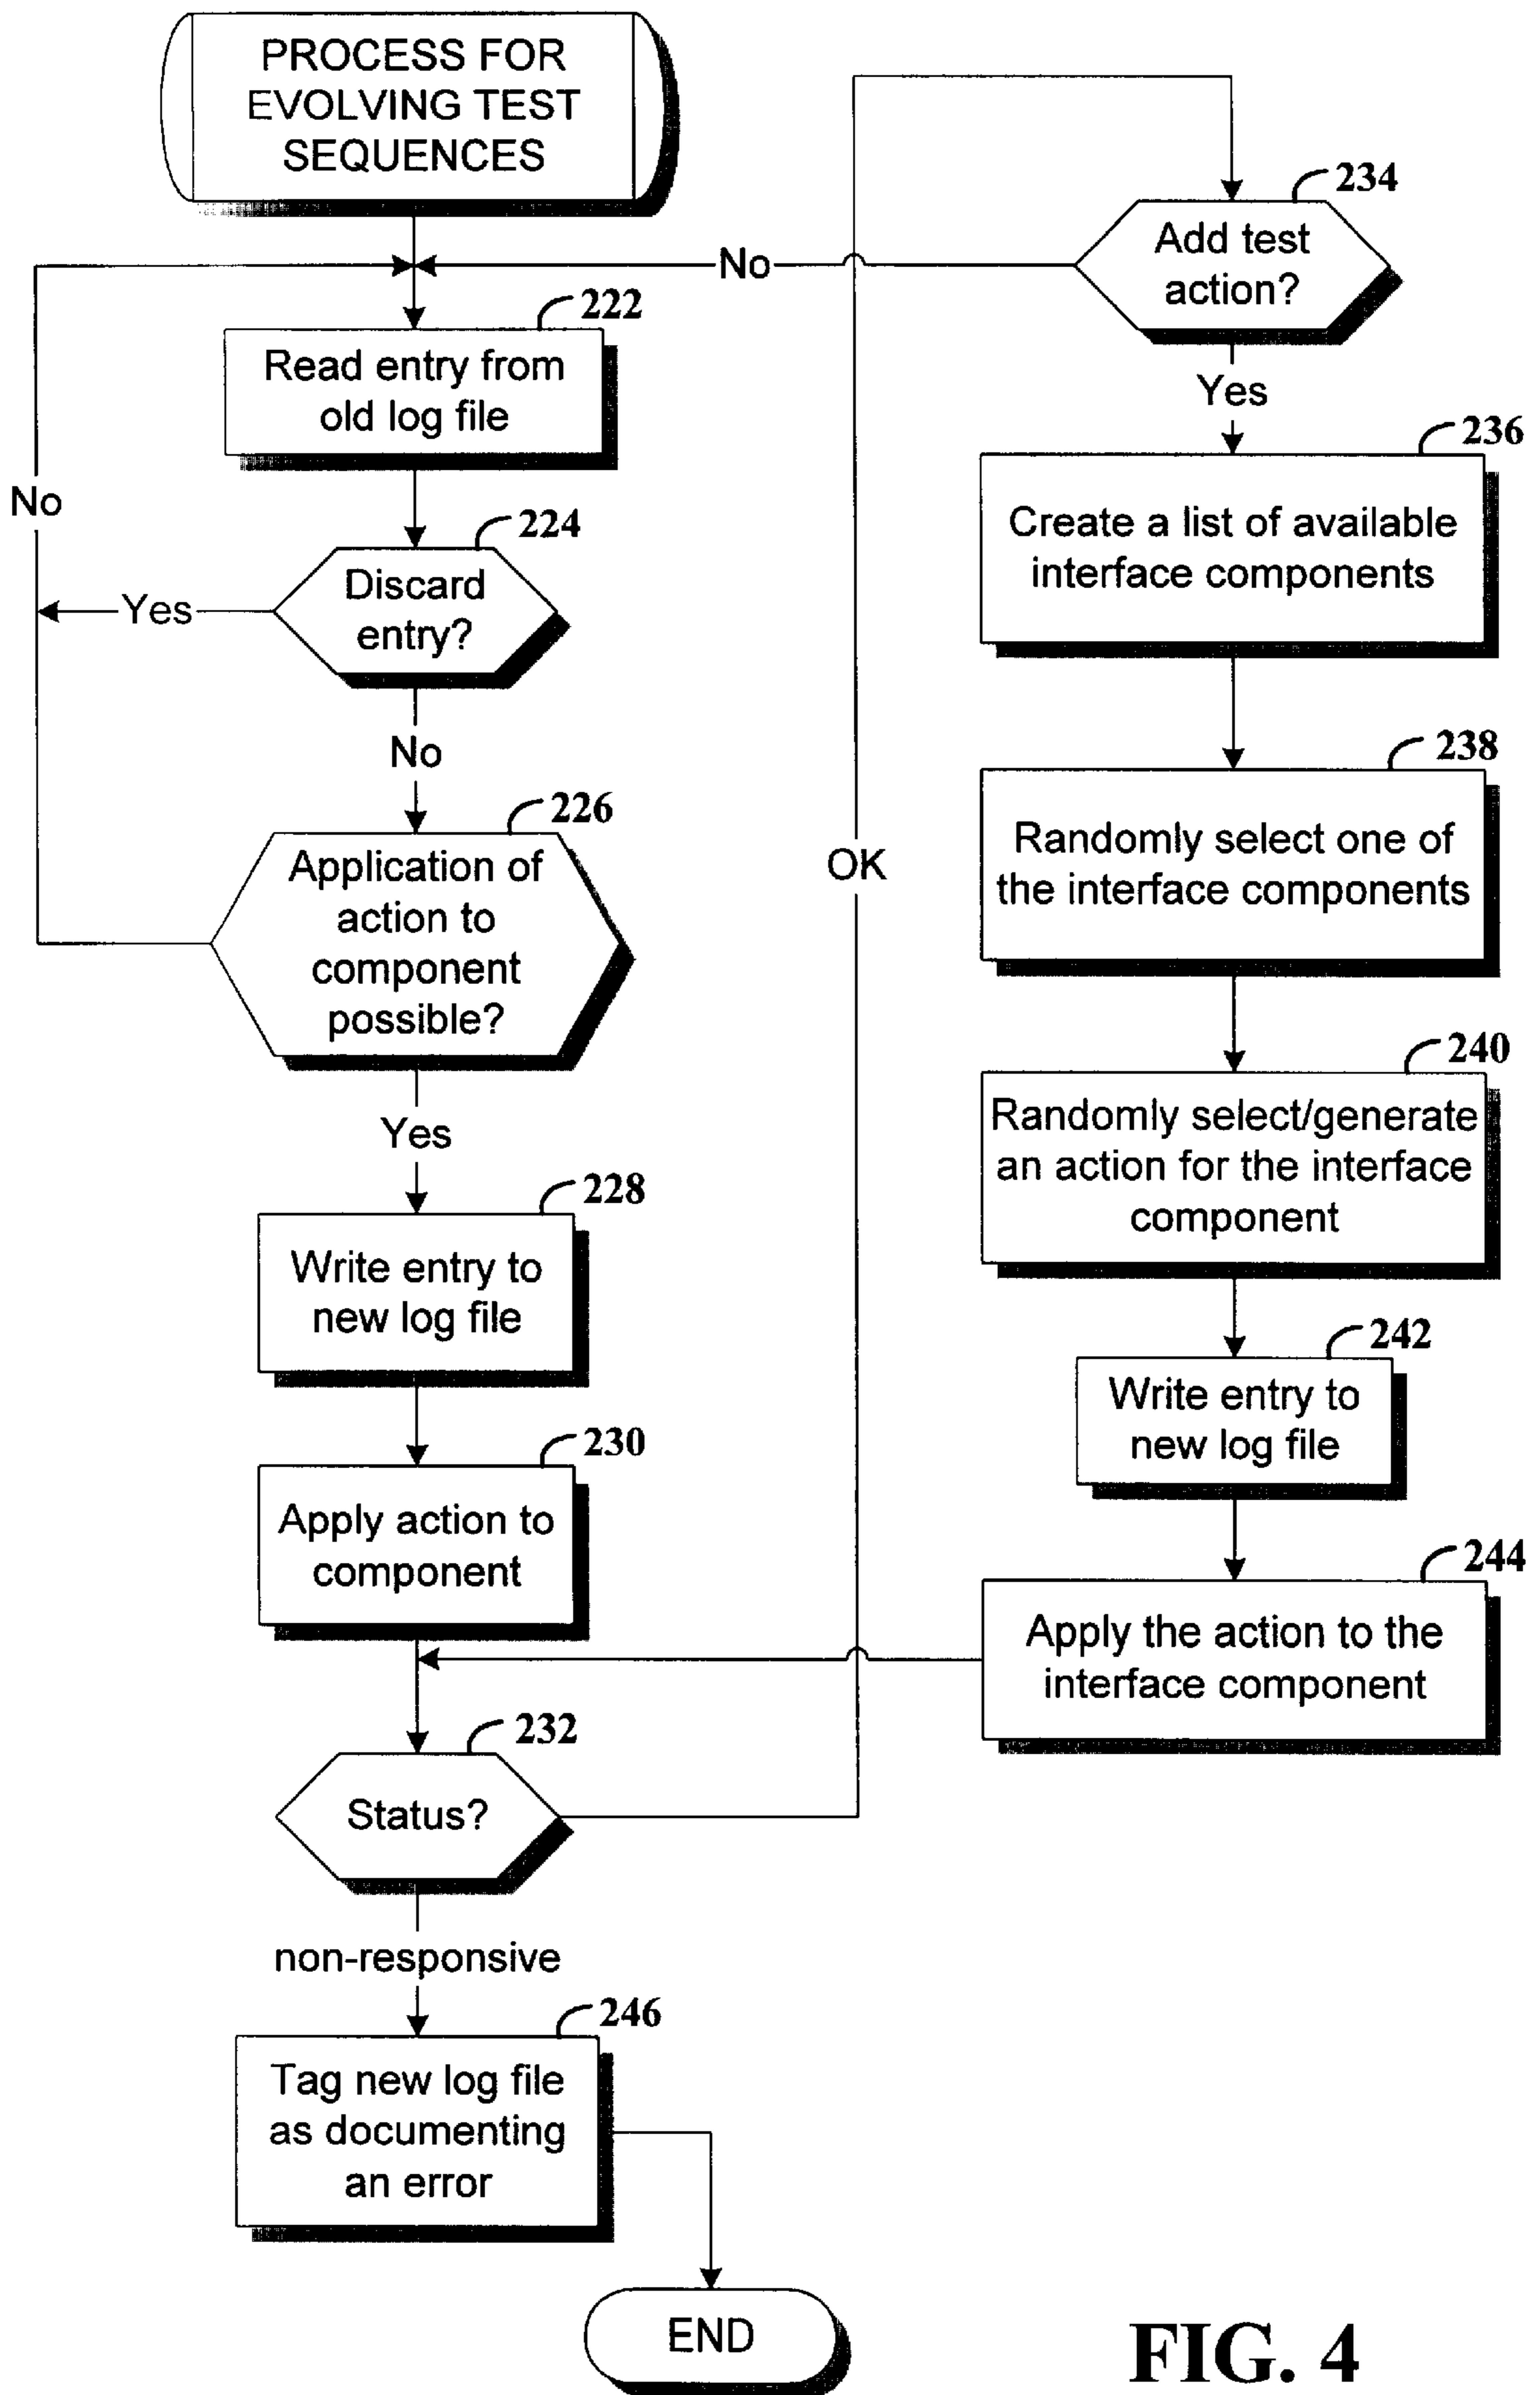 PROCESS FOR
EVOLVING TEST
SEQUENCES
222
Read entry from
old log file
No
224
Discard
entry?
Yes
No
226
Application of
action to
component
possible?
Yes
228
Write entry to
new log file
230
Apply action to
component
232
Status?
non-responsive
246
Tag new log file
as documenting
an error
END
OK
234
Add test
action?
No
Yes
236
Create a list of available
interface components
238
Randomly select one of
the interface components
240
Randomly select/generate
an action for the interface
component
242
Write entry to
new log file
244
Apply the action to the
interface component
FIG. 4